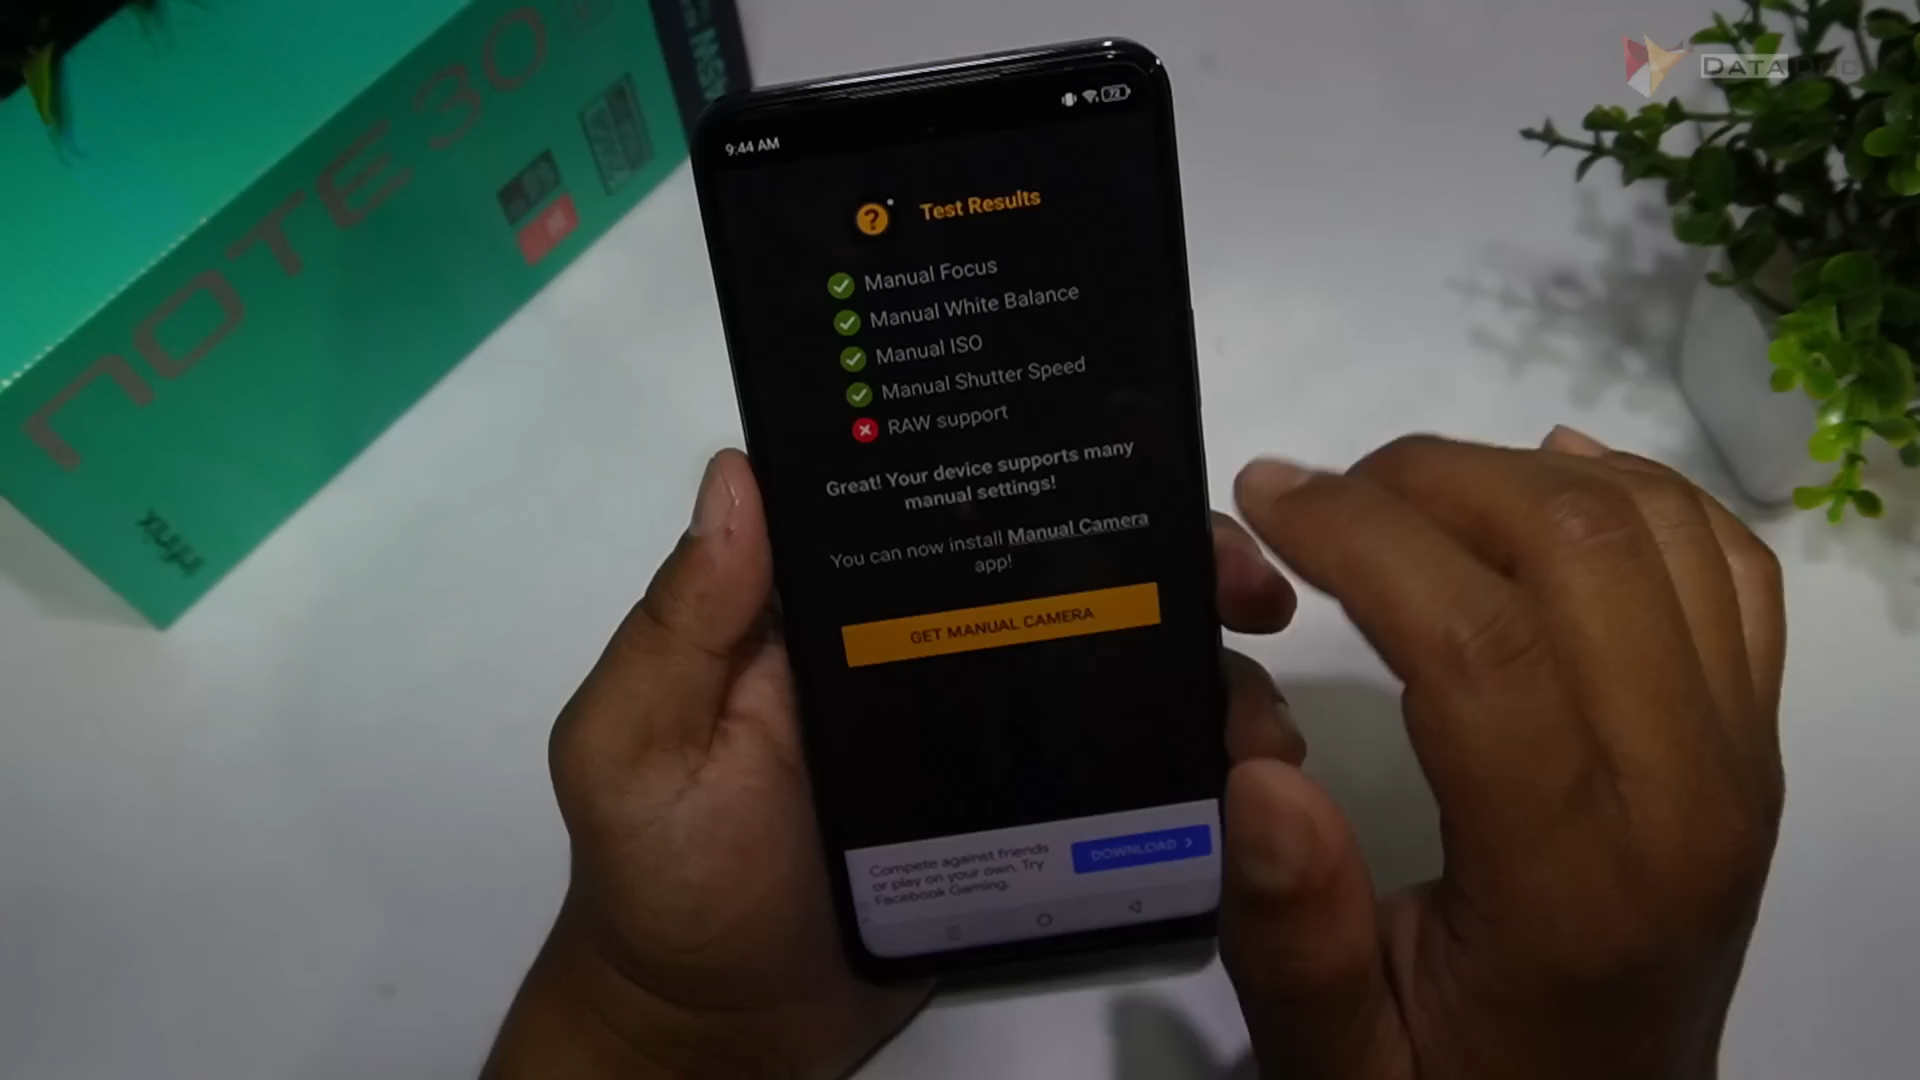 NOTE 30
Infinix
DATA
9:44 AM
72
Test Results
Manual Focus
Manual White Balance
Manual ISO
Manual Shutter Speed
RAW support
Great! Your device supports many
manual settings!
You can now install Manual Camera
app!
GET MANUAL CAMERA
Compete against friends
or play on your own. Try
Facebook Gaming.
DOWNLOAD